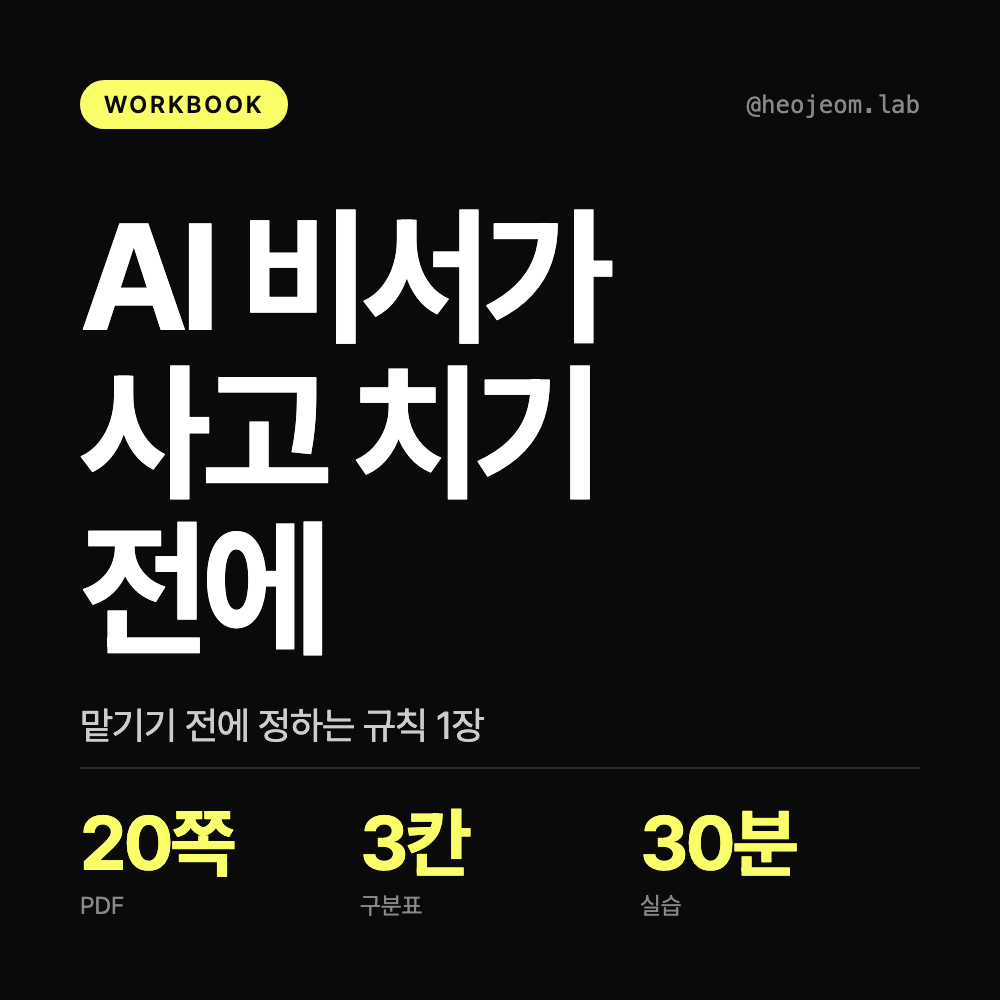 WORKBOOK
@heojeom.lab
AI 비서가
사고 치기
전에
맡기기 전에 정하는 규칙 1장
20쪽
PDF
3칸
구분표
30분
실습